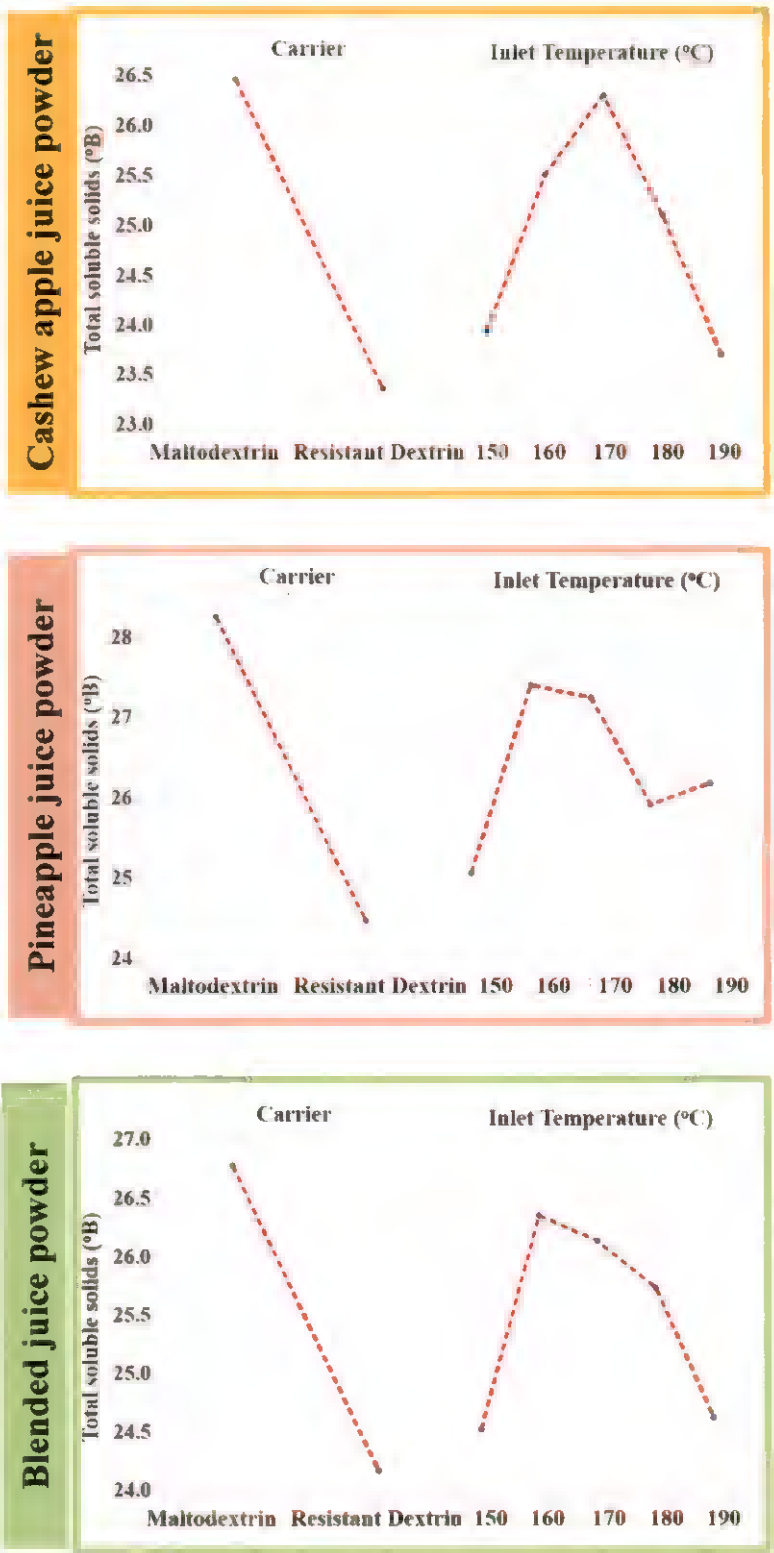 Cashew apple juice powder
Carrier
Inlet Temperature (°C)
Total soluble solids (°B)
26.5
26.0
25.5
25.0
24.5
24.0
23.5
23.0
Maltodextrin Resistant Dextrin 150 160 170 180 190
Pineapple juice powder
Carrier
Inlet Temperature (°C)
Total soluble solids (°B)
28
27
26
25
24
Maltodextrin Resistant Dextrin 150 160 170 180 190
Blended juice powder
Carrier
Inlet Temperature (°C)
Total soluble solids (°B)
27.0
26.5
26.0
25.5
25.0
24.5
24.0
Maltodextrin Resistant Dextrin 150 160 170 180 190